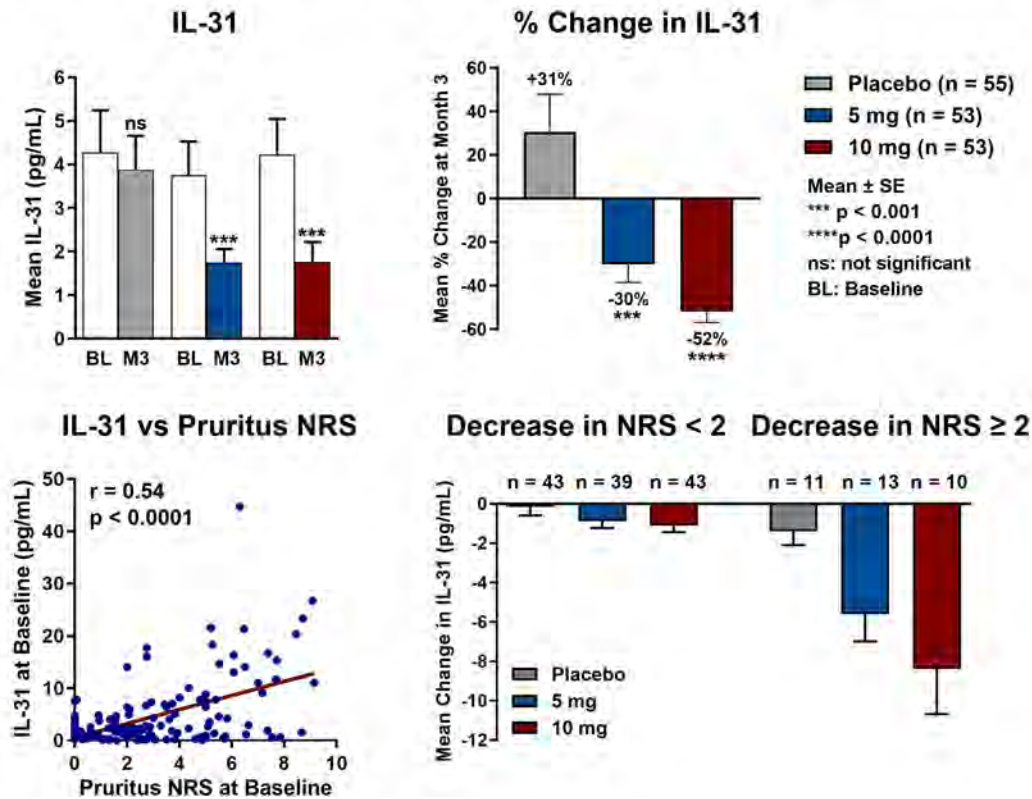 IL-31
Mean IL-31 (pg/mL)
6
5
4
3
2
1
0
ns
***
***
BL M3 BL M3 BL M3
% Change in IL-31
Mean % Change at Month 3
60
40
20
0
-20
-40
-60
+31%
-30%
***
-52%
****
Placebo (n = 55)
5 mg (n = 53)
10 mg (n = 53)
Mean ± SE
*** p < 0.001
****p < 0.0001
ns: not significant
BL: Baseline
IL-31 vs Pruritus NRS
IL-31 at Baseline (pg/mL)
50
40
30
20
10
0
r = 0.54
p < 0.0001
0 2 4 6 8 10
Pruritus NRS at Baseline
Decrease in NRS < 2 Decrease in NRS ≥ 2
Mean Change in IL-31 (pg/mL)
n = 43 n = 39 n = 43 n = 11 n = 13 n = 10
0
-2
-4
-6
-8
-10
-12
Placebo
5 mg
10 mg